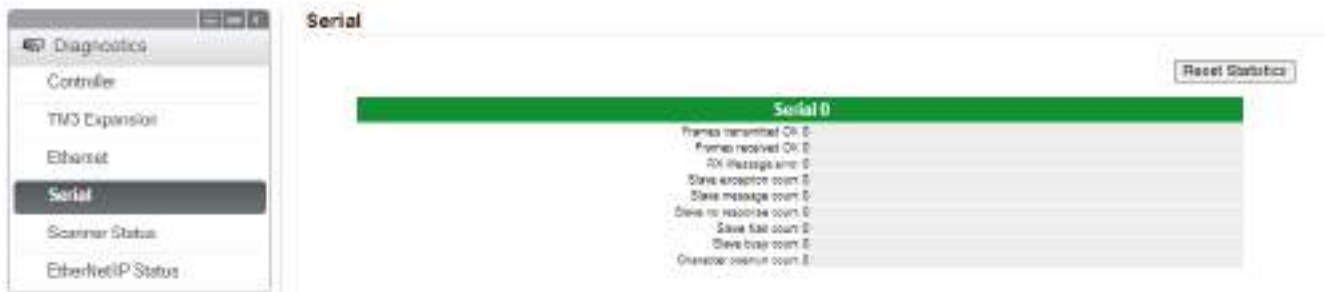 Diagnostics
Controller
TM3 Expansion
Ethernet
Serial
Scanner Status
EtherNet/IP Status
Serial
Reset Statistics
Serial 0
Frames transmitted OK 0
Frames received OK 0
RX Message error 0
Slave exception count 0
Slave message count 0
Slave no response count 0
Slave Nak count 0
Slave busy count 0
Character overrun count 0